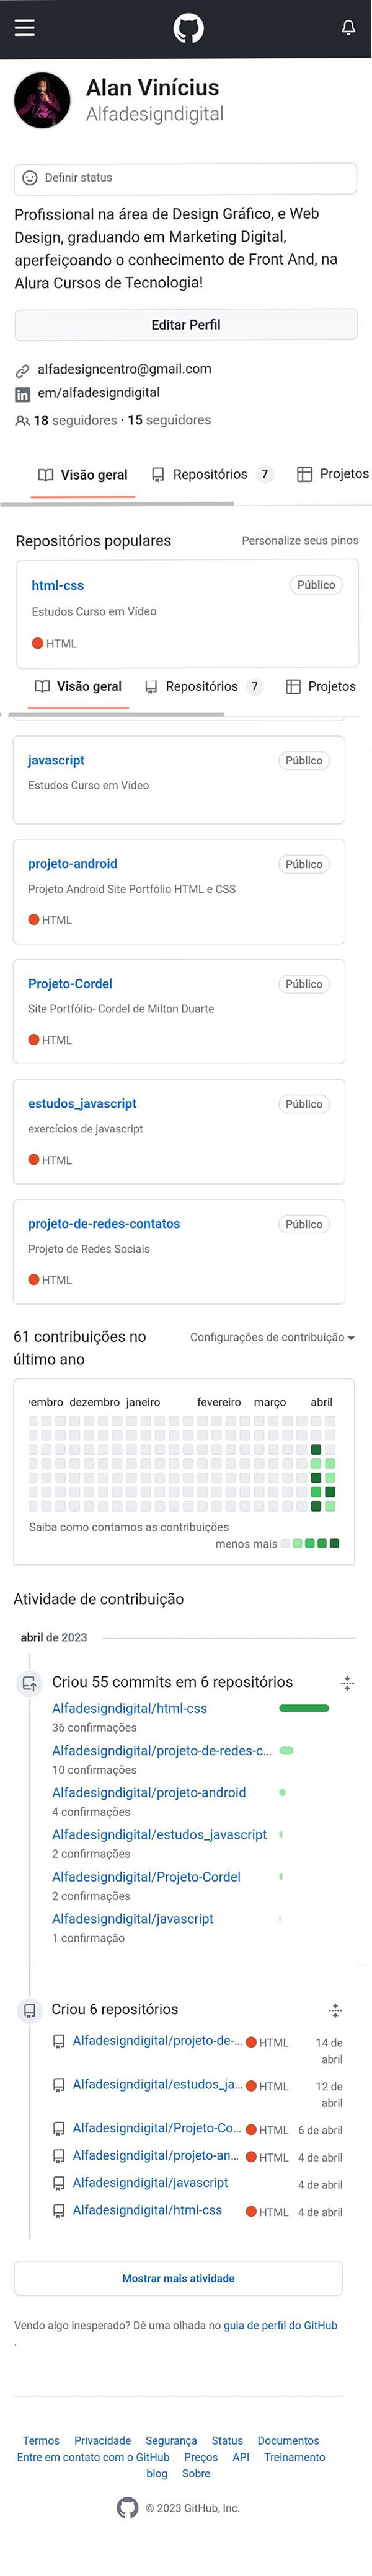 Alan Vinícius
Alfadesigndigital
Definir status
Profissional na área de Design Gráfico, e Web
Design, graduando em Marketing Digital,
aperfeiçoando o conhecimento de Front And, na
Alura Cursos de Tecnologia!
Editar Perfil
alfadesigncentro@gmail.com
in em/alfadesigndigital
18 seguidores · 15 seguidores
Visão geral Repositórios 7 Projetos
Repositórios populares Personalize seus pinos
html-css Público
Estudos Curso em Vídeo
HTML
Visão geral Repositórios 7 Projetos
javascript Público
Estudos Curso em Vídeo
projeto-android Público
Projeto Android Site Portfólio HTML e CSS
HTML
Projeto-Cordel Público
Site Portfólio- Cordel de Milton Duarte
HTML
estudos_javascript Público
exercícios de javascript
HTML
projeto-de-redes-contatos Público
Projeto de Redes Sociais
HTML
61 contribuições no Configurações de contribuição
último ano
embro dezembro janeiro fevereiro março abril
Saiba como contamos as contribuições
menos mais
Atividade de contribuição
abril de 2023
Criou 55 commits em 6 repositórios
Alfadesigndigital/html-css
36 confirmações
Alfadesigndigital/projeto-de-redes-c...
10 confirmações
Alfadesigndigital/projeto-android
4 confirmações
Alfadesigndigital/estudos_javascript
2 confirmações
Alfadesigndigital/Projeto-Cordel
2 confirmações
Alfadesigndigital/javascript
1 confirmação
Criou 6 repositórios
Alfadesigndigital/projeto-de-... HTML 14 de
abril
Alfadesigndigital/estudos_ja... HTML 12 de
abril
Alfadesigndigital/Projeto-Co... HTML 6 de abril
Alfadesigndigital/projeto-an... HTML 4 de abril
Alfadesigndigital/javascript 4 de abril
Alfadesigndigital/html-css HTML 4 de abril
Mostrar mais atividade
Vendo algo inesperado? Dê uma olhada no guia de perfil do GitHub
.
Termos Privacidade Segurança Status Documentos
Entre em contato com o GitHub Preços API Treinamento
blog Sobre
© 2023 GitHub, Inc.